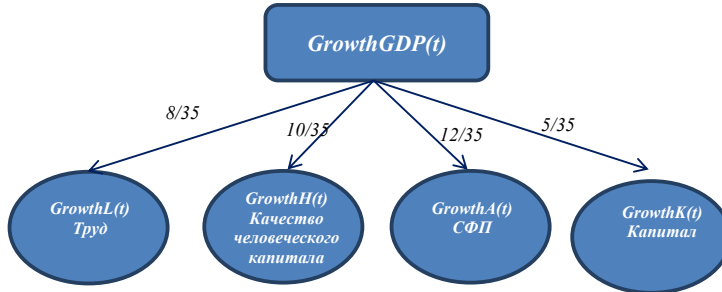 GrowthGDP(t)
8/35
10/35
12/35
5/35
GrowthL(t)
Труд
GrowthH(t)
Качество
человеческого
капитала
GrowthA(t)
СФП
GrowthK(t)
Капитал